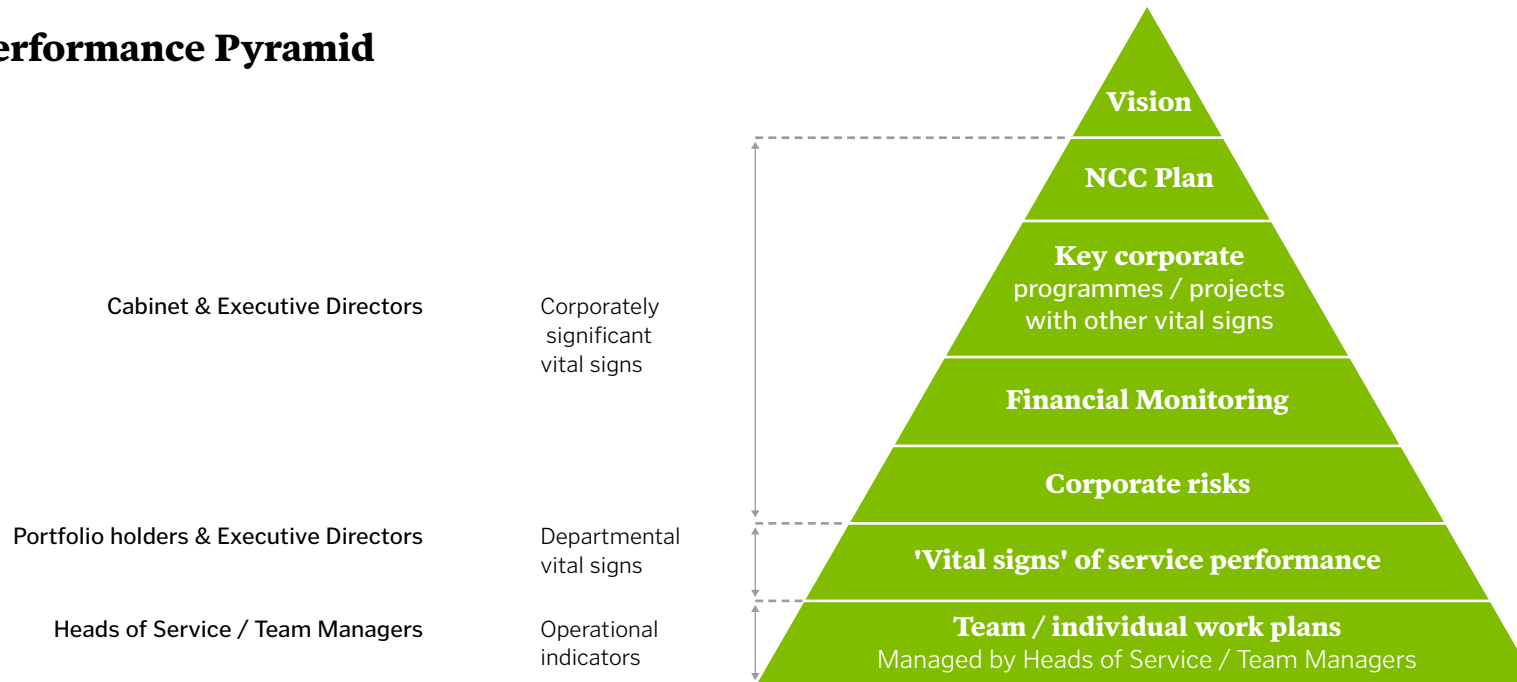 erformance Pyramid
Vision
NCC Plan
Key corporate
programmes / projects
with other vital signs
Cabinet & Executive Directors
Corporately
significant
vital signs
Financial Monitoring
Corporate risks
Portfolio holders & Executive Directors
Departmental
vital signs
'Vital signs' of service performance
Heads of Service / Team Managers
Operational
indicators
Team / individual work plans
Managed by Heads of Service / Team Managers